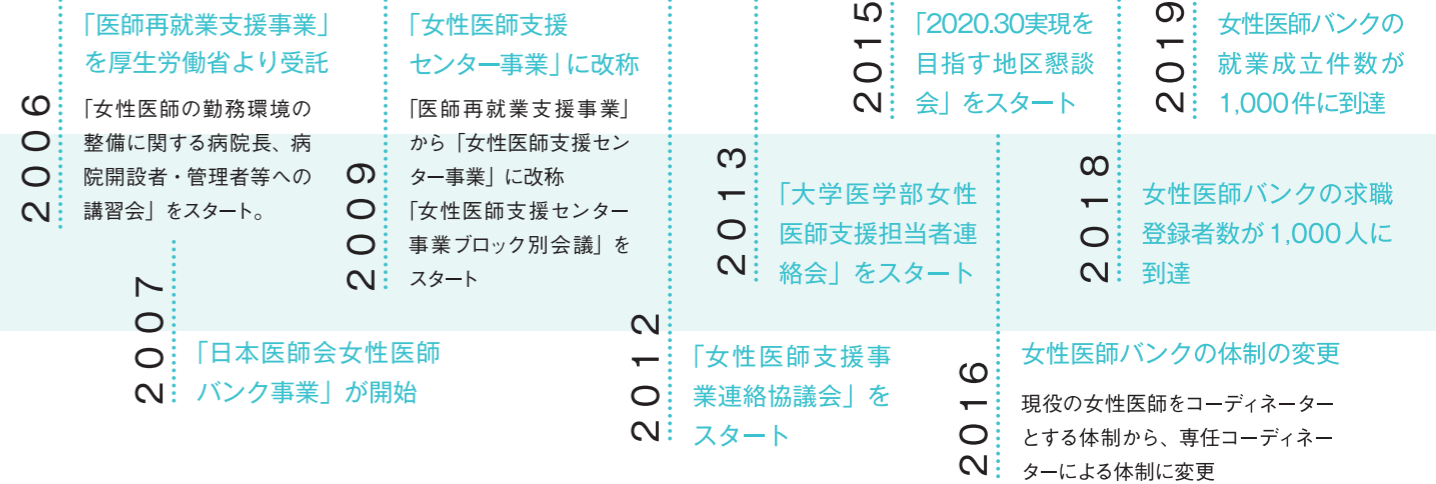 2006
「医師再就業支援事業」
を厚生労働省より受託
「女性医師の勤務環境の
整備に関する病院長、病
院開設者・管理者等への
講習会」をスタート。
2007
「日本医師会女性医師
バンク事業」が開始
2009
「女性医師支援
センター事業」に改称
「医師再就業支援事業」
から「女性医師支援セン
ター事業」に改称
「女性医師支援センター
事業ブロック別会議」を
スタート
2012
「女性医師支援事
業連絡協議会」を
スタート
2013
「大学医学部女性
医師支援担当者連
絡会」をスタート
2015
「2020.30実現を
目指す地区懇談
会」をスタート
2016
女性医師バンクの体制の変更
現役の女性医師をコーディネーター
とする体制から、専任コーディネー
ターによる体制に変更
2018
女性医師バンクの求職
登録者数が1,000人に
到達
2019
女性医師バンクの
就業成立件数が
1,000件に到達